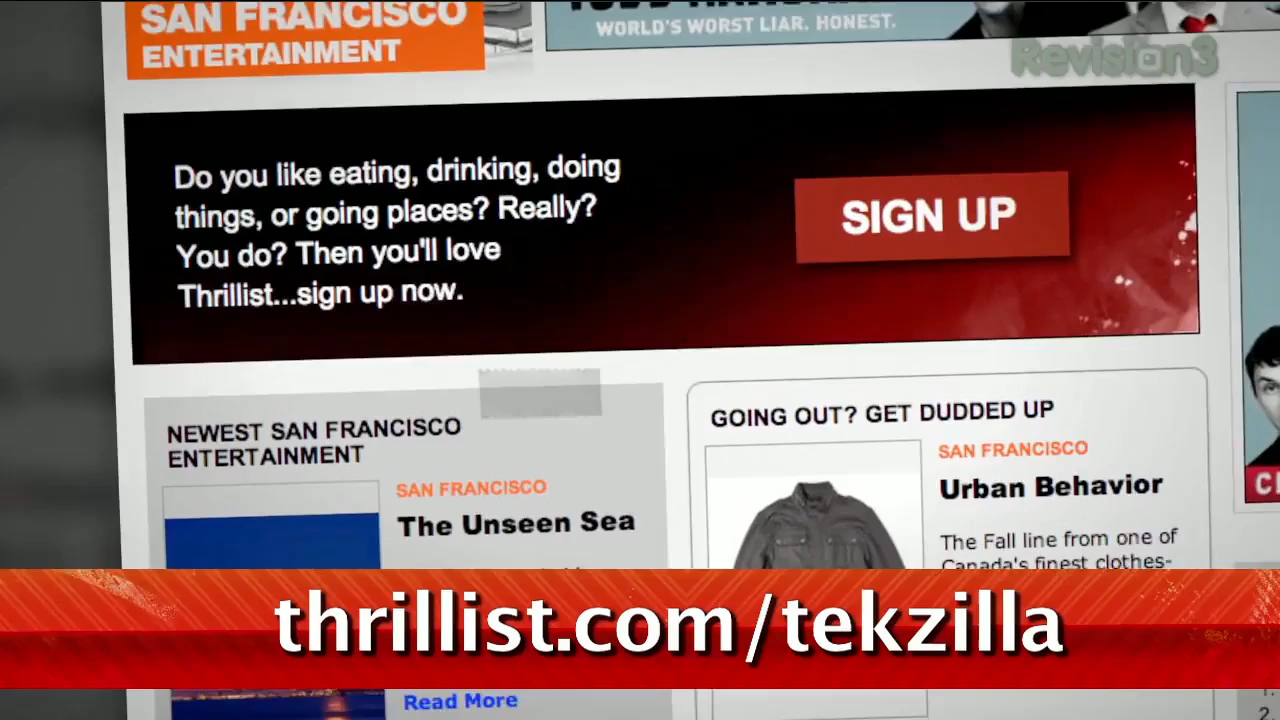 SAN FRANCISCO
ENTERTAINMENT
WORLD'S WORST LIAR. HONEST.
Revision3
Do you like eating, drinking, doing
things, or going places? Really?
You do? Then you'll love
Thrillist...sign up now.
SIGN UP
NEWEST SAN FRANCISCO
ENTERTAINMENT
SAN FRANCISCO
The Unseen Sea
GOING OUT? GET DUDDED UP
SAN FRANCISCO
Urban Behavior
The Fall line from one of
Canada's finest clothes-
thrillist.com/tekzilla
Read More
1.
2.